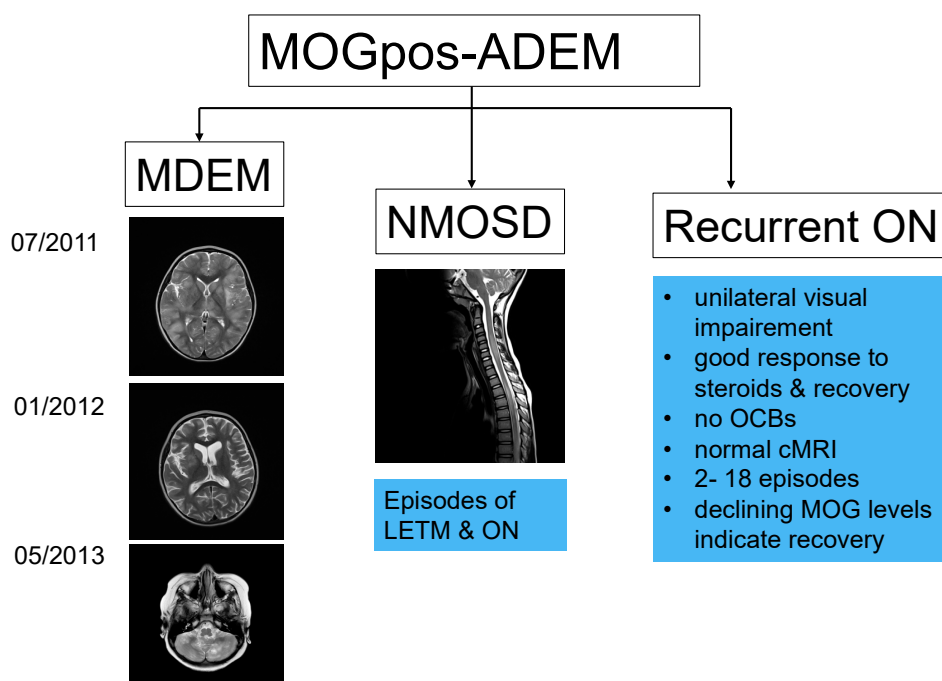 MOGpos-ADEM
MDEM
07/2011
01/2012
05/2013
NMOSD
Episodes of
LETM & ON
Recurrent ON
• unilateral visual
impairement
• good response to
steroids & recovery
• no OCBs
• normal cMRI
• 2- 18 episodes
• declining MOG levels
indicate recovery